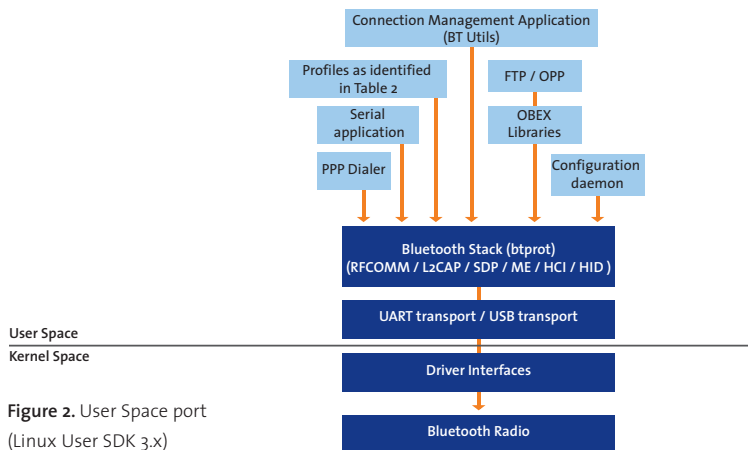 Connection Management Application
(BT Utils)
Profiles as identified
in Table 2
FTP / OPP
Serial
application
OBEX
Libraries
PPP Dialer
Configuration
daemon
Bluetooth Stack (btprot)
(RFCOMM / L2CAP / SDP / ME / HCI / HID )
UART transport / USB transport
User Space
Kernel Space
Driver Interfaces
Figure 2. User Space port
(Linux User SDK 3.x)
Bluetooth Radio